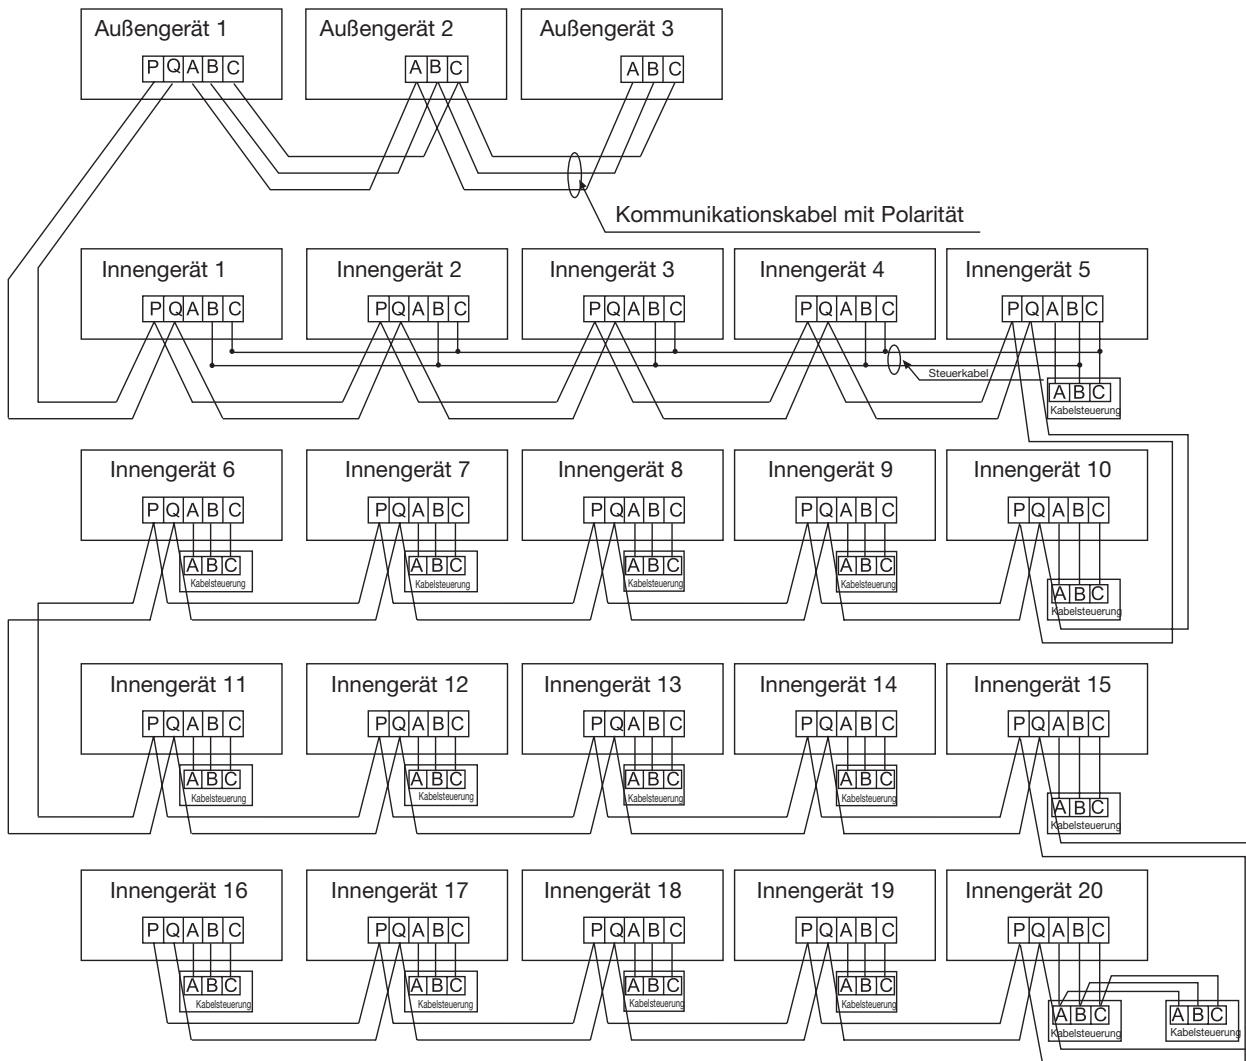 Außengerät 1 Außengerät 2 Außengerät 3
P Q A B C A B C A B C
Kommunikationskabel mit Polarität
Innengerät 1 Innengerät 2 Innengerät 3 Innengerät 4 Innengerät 5
P Q A B C P Q A B C P Q A B C P Q A B C P Q A B C
Steuerkabel
A B C
Kabelsteuerung
Innengerät 6 Innengerät 7 Innengerät 8 Innengerät 9 Innengerät 10
P Q A B C P Q A B C P Q A B C P Q A B C P Q A B C
A B C A B C A B C A B C A B C
Kabelsteuerung Kabelsteuerung Kabelsteuerung Kabelsteuerung Kabelsteuerung
Innengerät 11 Innengerät 12 Innengerät 13 Innengerät 14 Innengerät 15
P Q A B C P Q A B C P Q A B C P Q A B C P Q A B C
A B C A B C A B C A B C A B C
Kabelsteuerung Kabelsteuerung Kabelsteuerung Kabelsteuerung Kabelsteuerung
Innengerät 16 Innengerät 17 Innengerät 18 Innengerät 19 Innengerät 20
P Q A B C P Q A B C P Q A B C P Q A B C P Q A B C
A B C A B C A B C A B C A B C A B C
Kabelsteuerung Kabelsteuerung Kabelsteuerung Kabelsteuerung Kabelsteuerung Kabelsteuerung